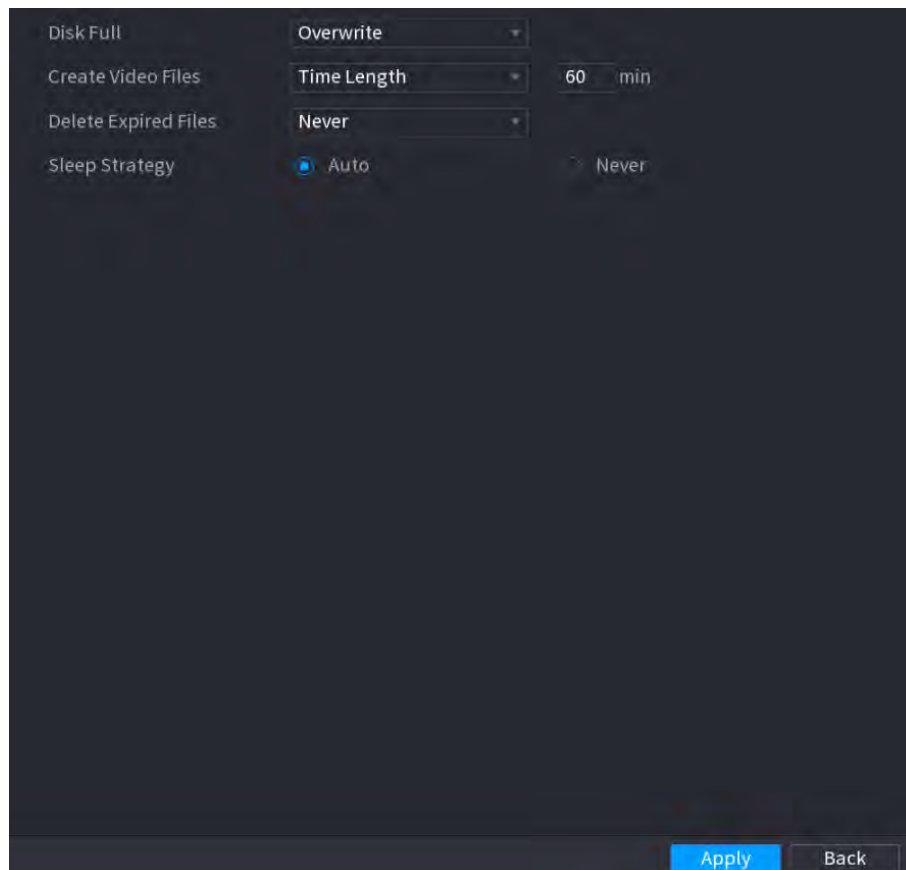 Disk Full Overwrite
Create Video Files Time Length 60 min
Delete Expired Files Never
Sleep Strategy Auto Never
Apply Back